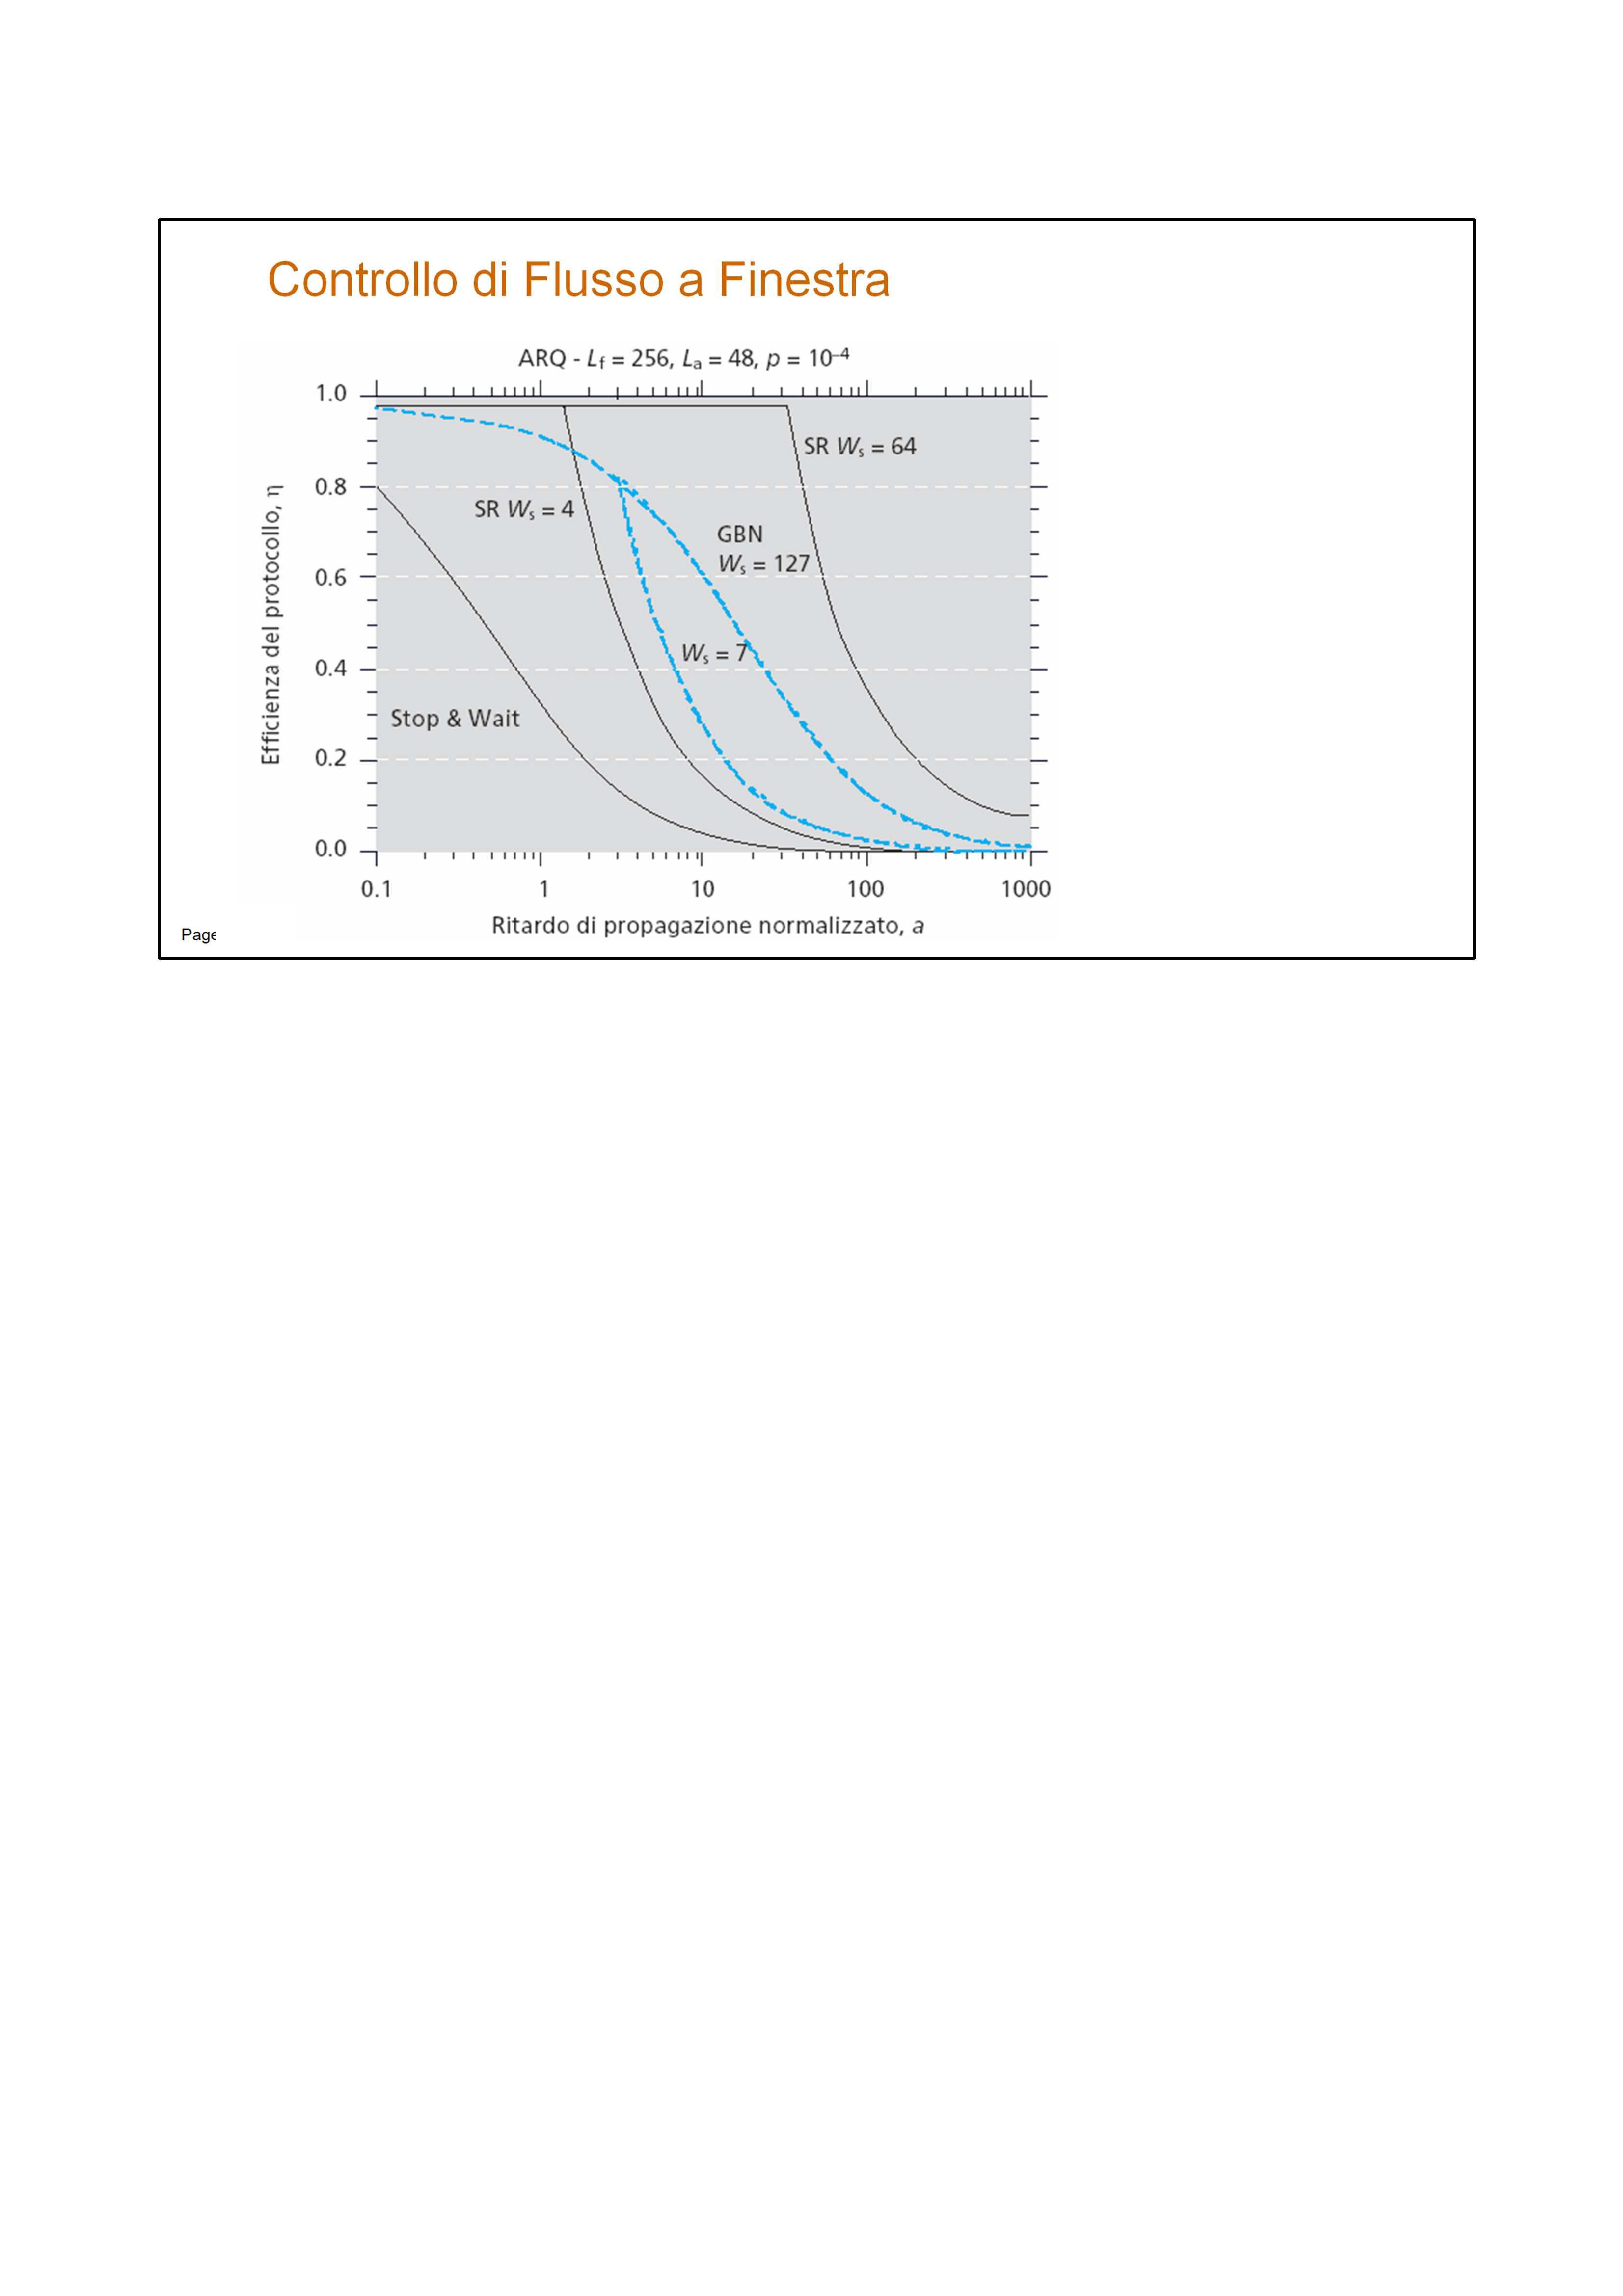 Controllo di Flusso a Finestra
ARQ - Lf = 256, La = 48, p = 10⁻⁴
1.0
0.8
0.6
0.4
0.2
0.0
Efficienza del protocollo, η
SR Ws = 64
SR Ws = 4
GBN
Ws = 127
Ws = 7
Stop & Wait
0.1 1 10 100 1000
Ritardo di propagazione normalizzato, a
Page